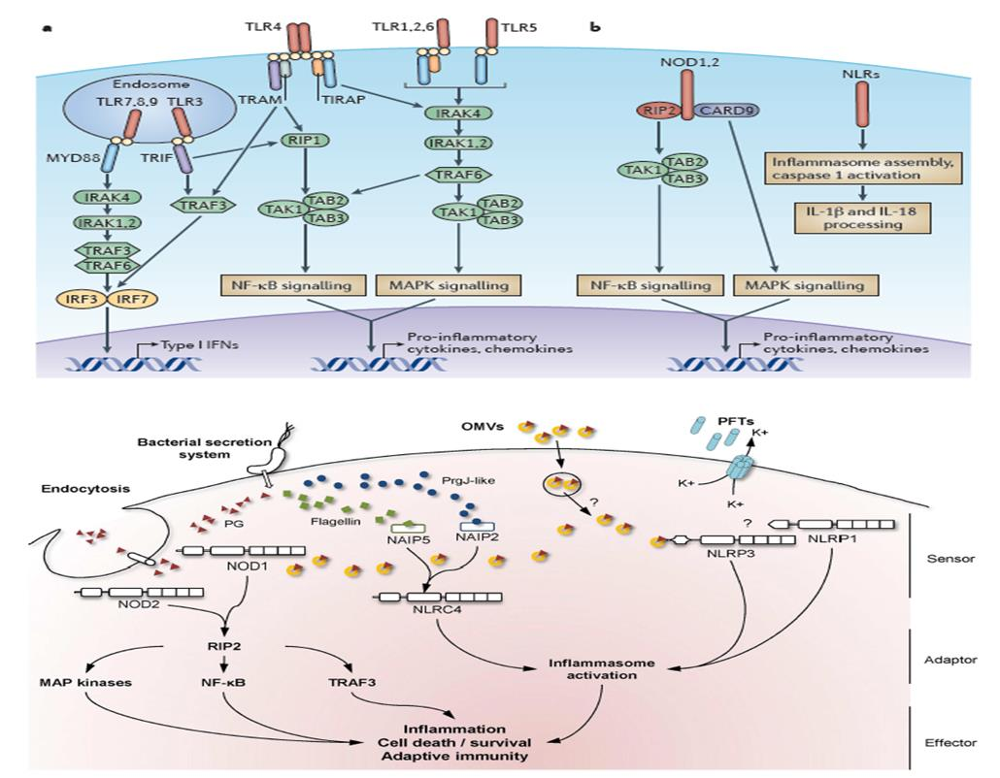 a
TLR4
TLR1,2,6
TLR5
b
NOD1,2
NLRs
Endosome
TLR7,8,9 TLR3
TRAM
TIRAP
IRAK4
RIP2
CARD9
MYD88
TRIF
RIP1
IRAK1,2
TAK1
TAB2
TAB3
Inflammasome assembly,
caspase 1 activation
IRAK4
TRAF3
TAK1
TAB2
TAB3
TRAF6
IL-1β and IL-18
processing
IRAK1,2
TAK1
TAB2
TAB3
TRAF3
TRAF6
IRF3
IRF7
NF-κB signalling
MAPK signalling
NF-κB signalling
MAPK signalling
Type I IFNs
Pro-inflammatory
cytokines, chemokines
Pro-inflammatory
cytokines, chemokines
OMVs
PFTs
K+
Bacterial secretion
system
K+
K+
Endocytosis
PrgJ-like
?
PG
Flagellin
NAIP5
NAIP2
?
NLRP1
NLRP3
Sensor
NOD1
NOD2
NLRC4
RIP2
Inflammasome
activation
Adaptor
MAP kinases
NF-κB
TRAF3
Inflammation
Cell death / survival
Adaptive immunity
Effector